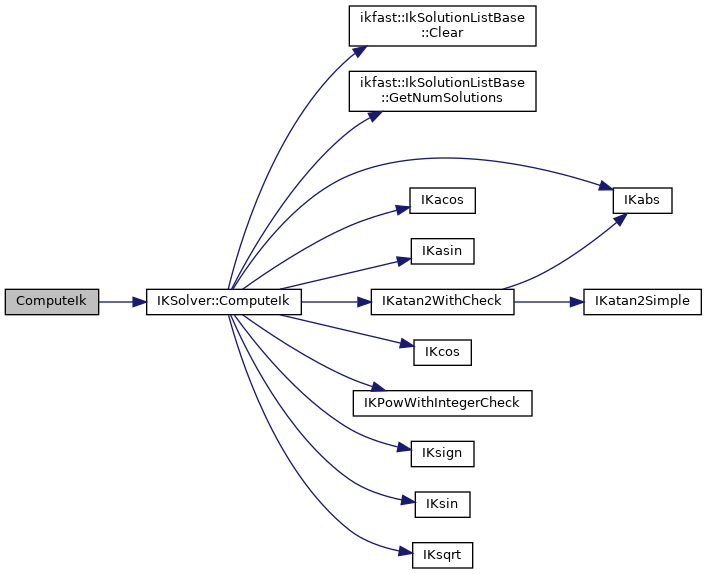 ikfast::IkSolutionListBase
::Clear
ikfast::IkSolutionListBase
::GetNumSolutions
IKacos
IKabs
IKasin
ComputeIk
IKSolver::ComputeIk
IKatan2WithCheck
IKatan2Simple
IKcos
IKPowWithIntegerCheck
IKsign
IKsin
IKsqrt